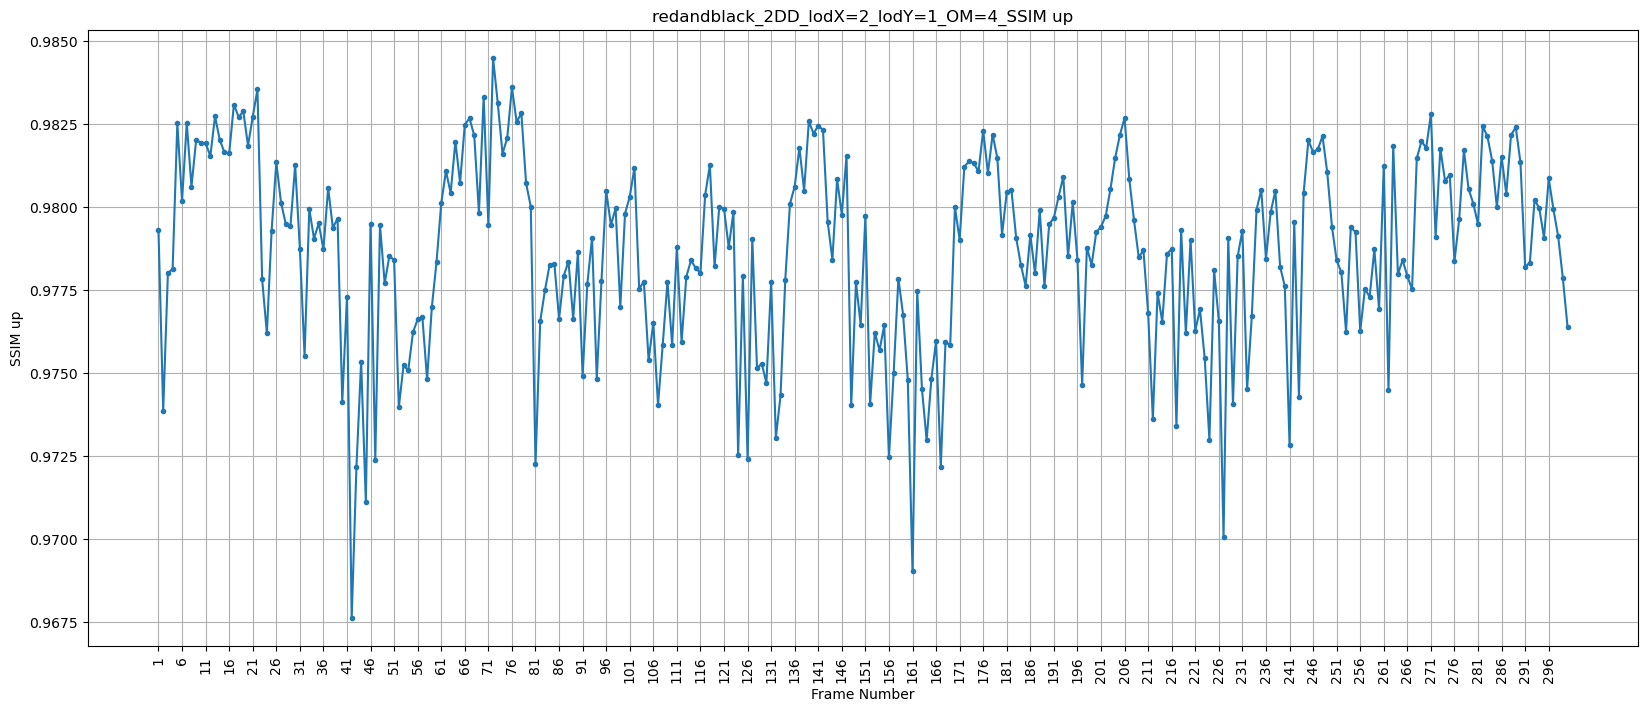 redandblack_2DD_lodX=2_lodY=1_OM=4_SSIM up
SSIM up
0.9850
0.9825
0.9800
0.9775
0.9750
0.9725
0.9700
0.9675
1 6 11 16 21 26 31 36 41 46 51 56 61 66 71 76 81 86 91 96 101 106 111 116 121 126 131 136 141 146 151 156 161 166 171 176 181 186 191 196 201 206 211 216 221 226 231 236 241 246 251 256 261 266 271 276 281 286 291 296
Frame Number